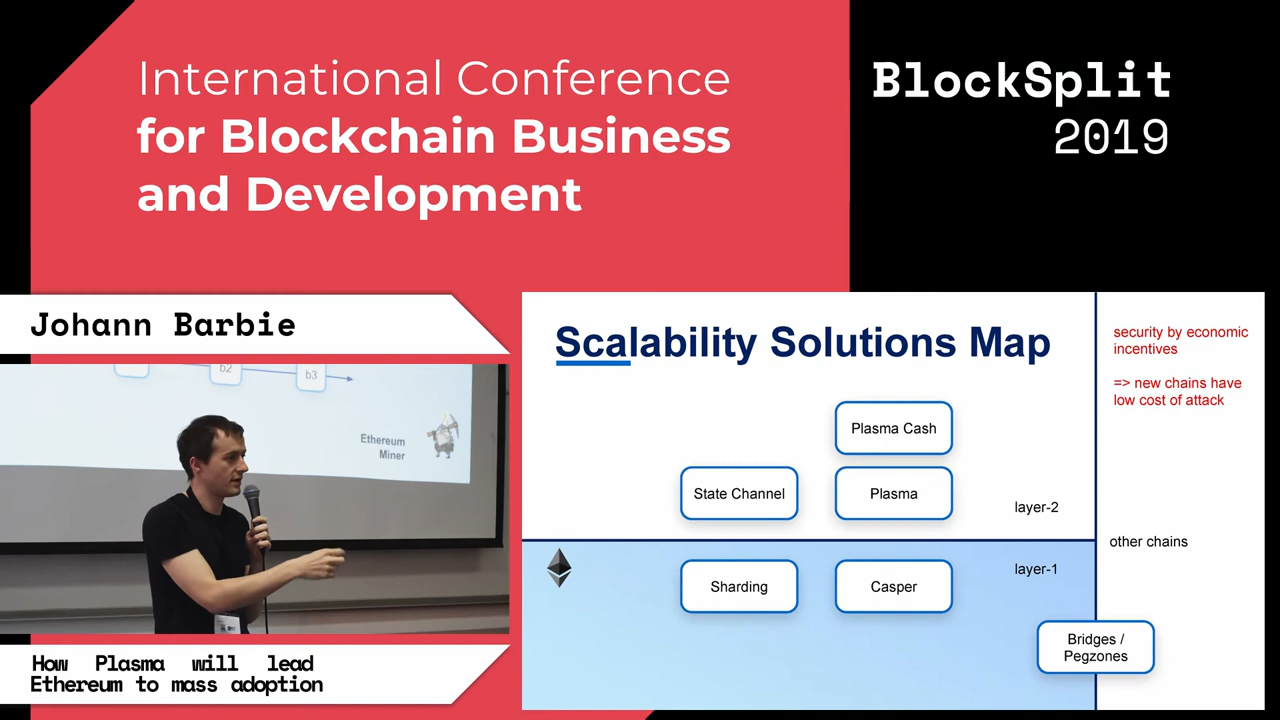 International Conference
for Blockchain Business
and Development
BlockSplit
2019
Johann Barbie
b2
b3
Ethereum
Miner
How Plasma will lead
Ethereum to mass adoption
Scalability Solutions Map
Plasma Cash
State Channel
Plasma
layer-2
Sharding
Casper
layer-1
Bridges /
Pegzones
security by economic
incentives
=> new chains have
low cost of attack
other chains